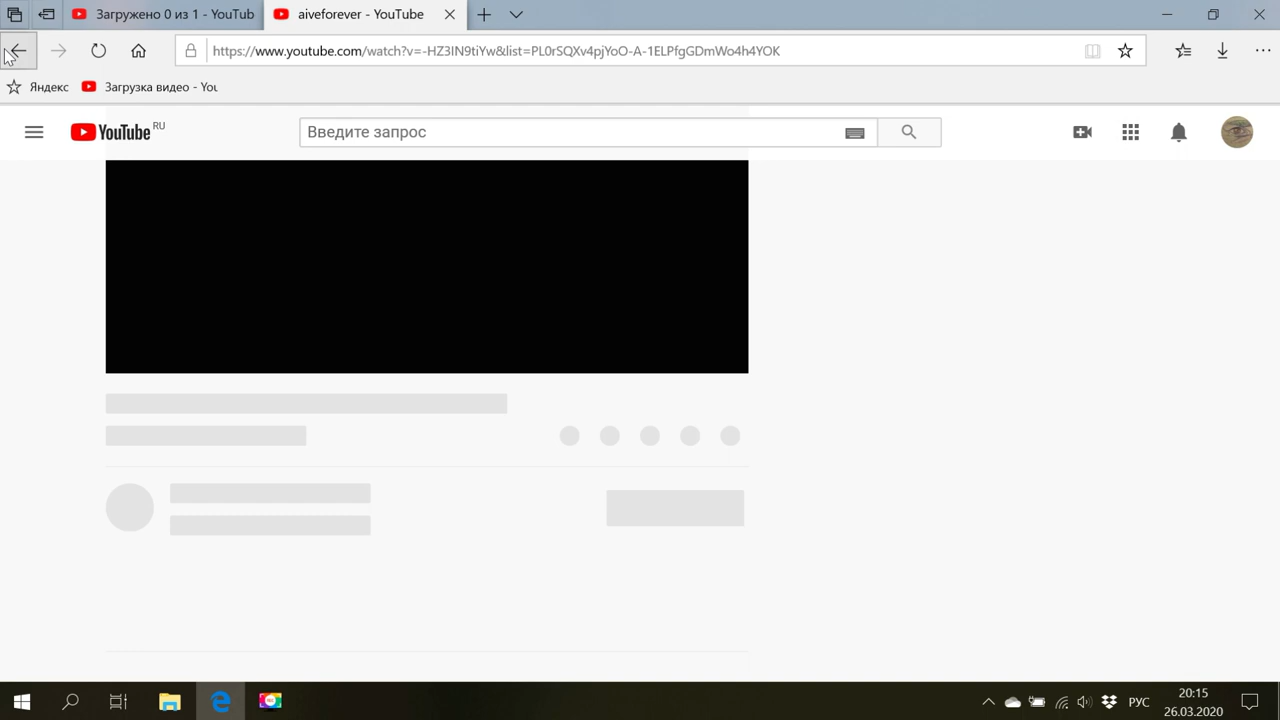 Загружено 0 из 1 - YouTub
aiveforever - YouTube
https://www.youtube.com/watch?v=-HZ3IN9tiYw&list=PL0rSQXv4pjYoO-A-1ELPfgGDmWo4h4YOK
Яндекс
Загрузка видео - You
YouTube RU
Введите запрос
РУС
20:15
26.03.2020